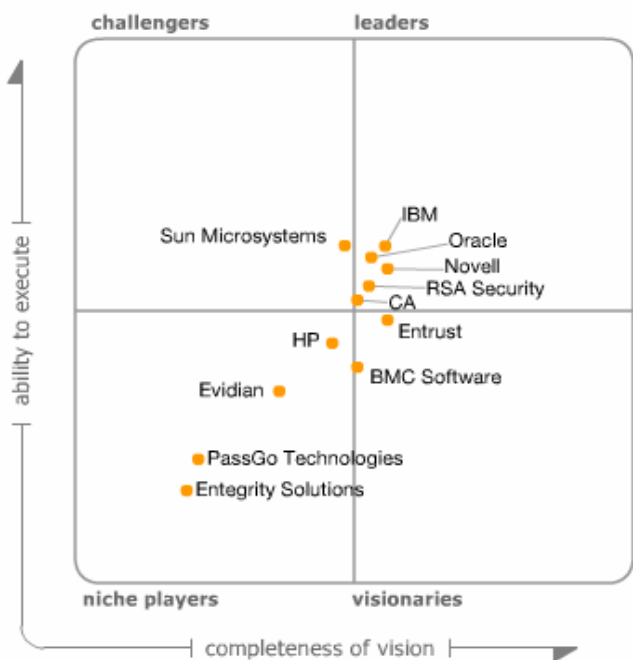 challengers
leaders
IBM
Sun Microsystems
Oracle
Novell
RSA Security
CA
ability to execute
Entrust
HP
BMC Software
Evidian
PassGo Technologies
Entegrity Solutions
niche players
visionaries
completeness of vision